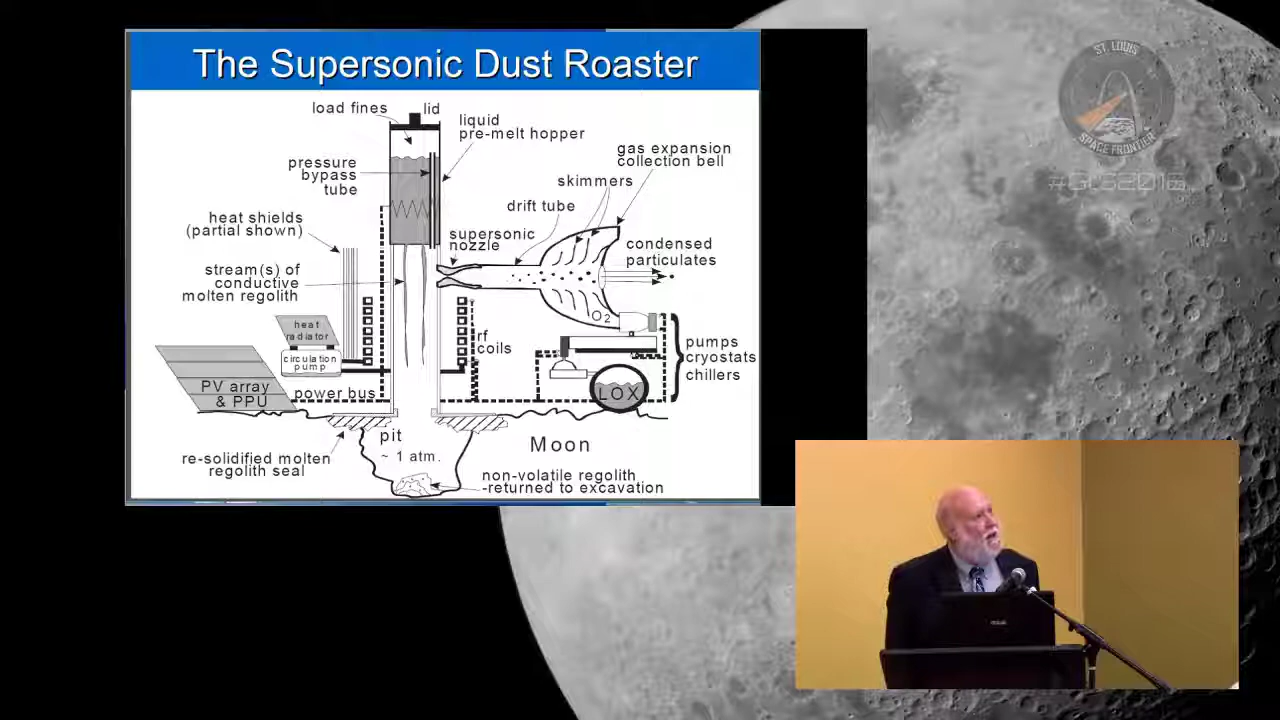 The Supersonic Dust Roaster
load fines
lid
liquid
pre-melt hopper
pressure
bypass
tube
gas expansion
collection bell
skimmers
drift tube
heat shields
(partial shown)
supersonic
nozzle
condensed
particulates
stream(s) of
conductive
molten regolith
O2
heat
radiator
rf
coils
circulation
pump
pumps
cryostats
chillers
PV array
& PPU
power bus
LOX
pit
~ 1 atm.
Moon
re-solidified molten
regolith seal
non-volatile regolith
-returned to excavation
ST. LOUIS
SPACE FRONTIER